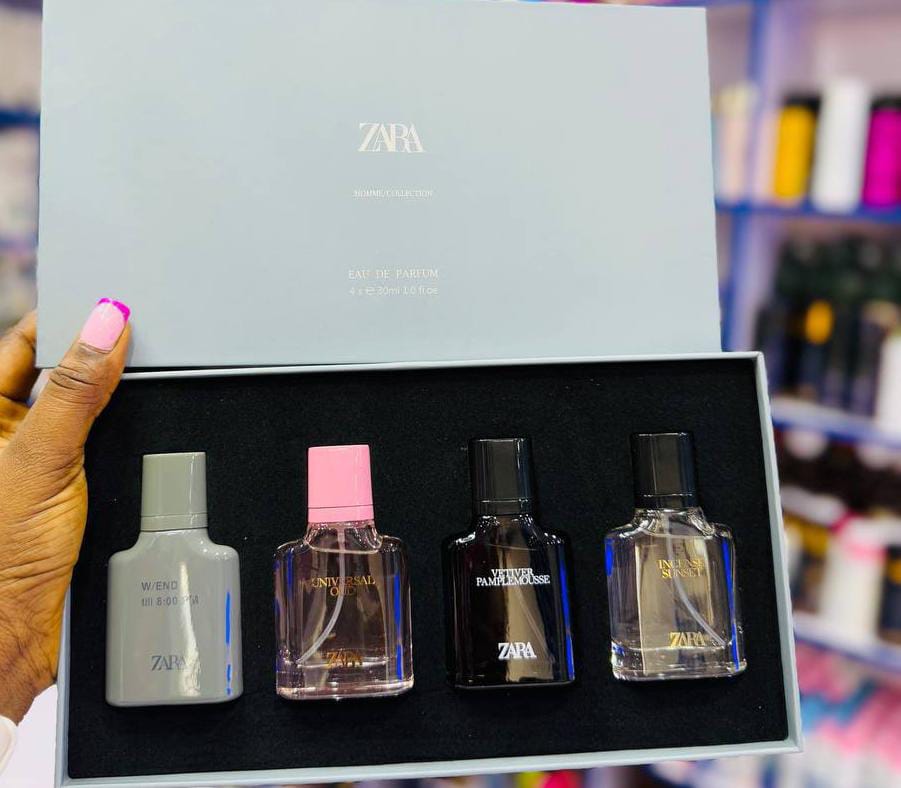 ZARA
HOMME/COLLECTION
EAU DE PARFUM
4 x ℮ 30ml 1.0 fl oz
W/END
till 8:00 PM
ZARA
UNIVERSAL
OUD
ZARA
VETIVER
PAMPLEMOUSSE
ZARA
INCENSE
SUNSET
ZARA